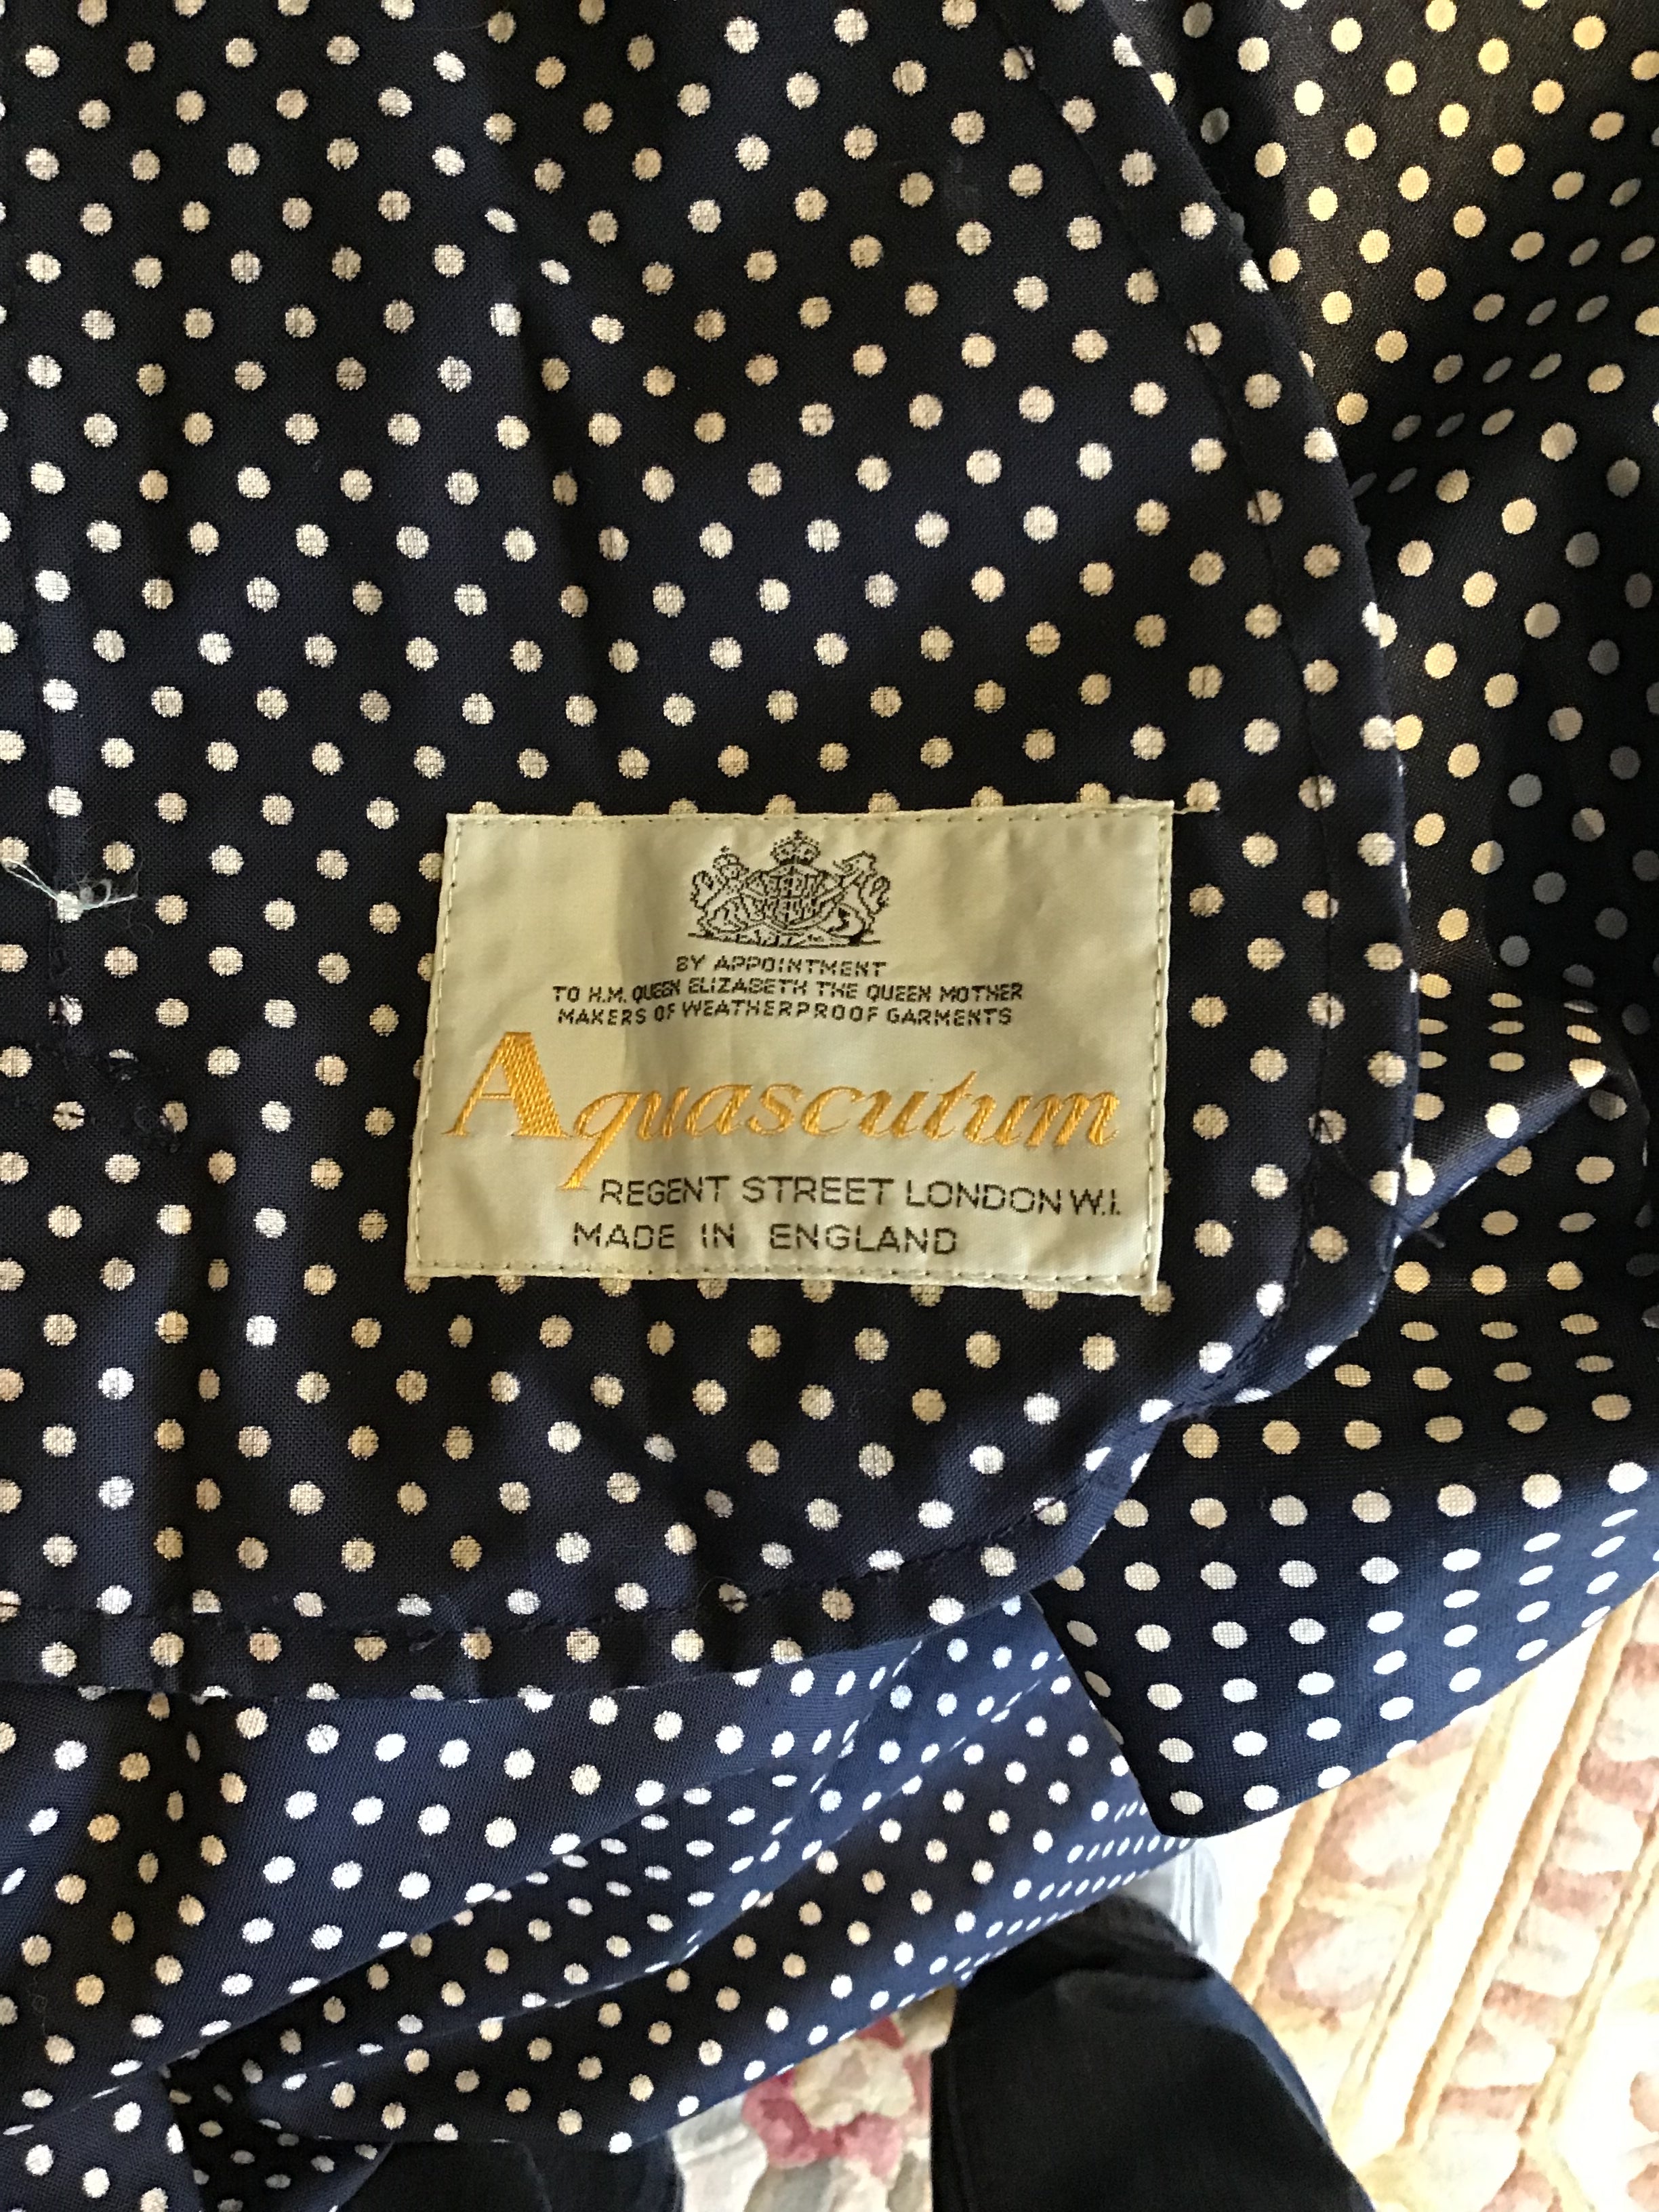 BY APPOINTMENT
TO H.M. QUEEN ELIZABETH THE QUEEN MOTHER
MAKERS OF WEATHERPROOF GARMENTS
Aquascutum
REGENT STREET LONDON W.1.
MADE IN ENGLAND